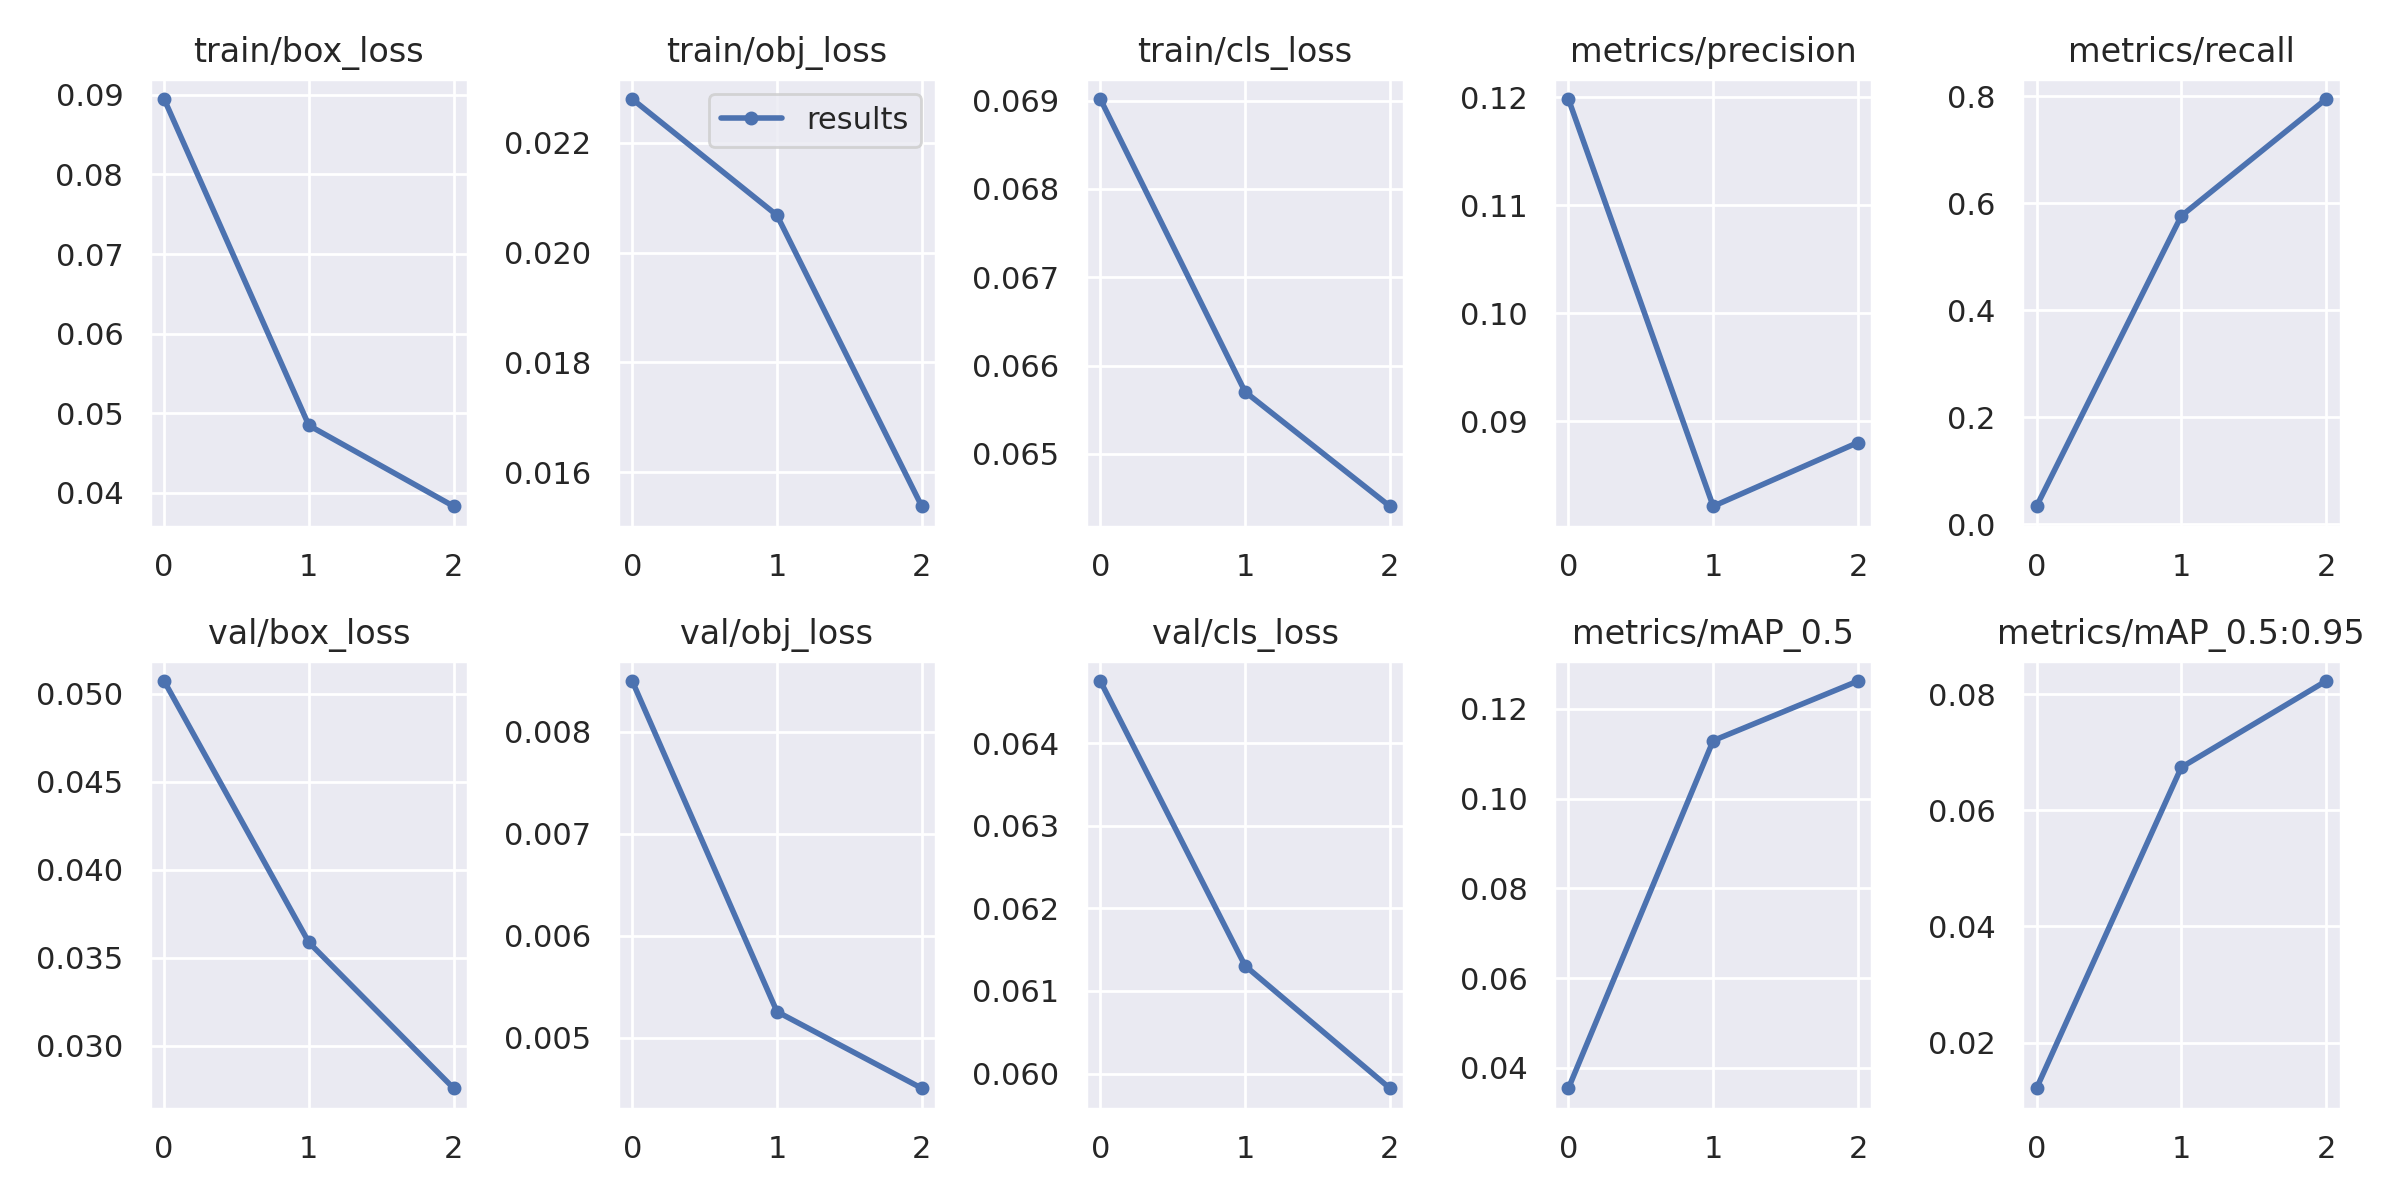 train/box_loss
0.09
0.08
0.07
0.06
0.05
0.04
0 1 2
train/obj_loss
results
0.022
0.020
0.018
0.016
0 1 2
train/cls_loss
0.069
0.068
0.067
0.066
0.065
0 1 2
metrics/precision
0.12
0.11
0.10
0.09
0 1 2
metrics/recall
0.8
0.6
0.4
0.2
0.0
0 1 2
val/box_loss
0.050
0.045
0.040
0.035
0.030
0 1 2
val/obj_loss
0.008
0.007
0.006
0.005
0 1 2
val/cls_loss
0.064
0.063
0.062
0.061
0.060
0 1 2
metrics/mAP_0.5
0.12
0.10
0.08
0.06
0.04
0 1 2
metrics/mAP_0.5:0.95
0.08
0.06
0.04
0.02
0 1 2